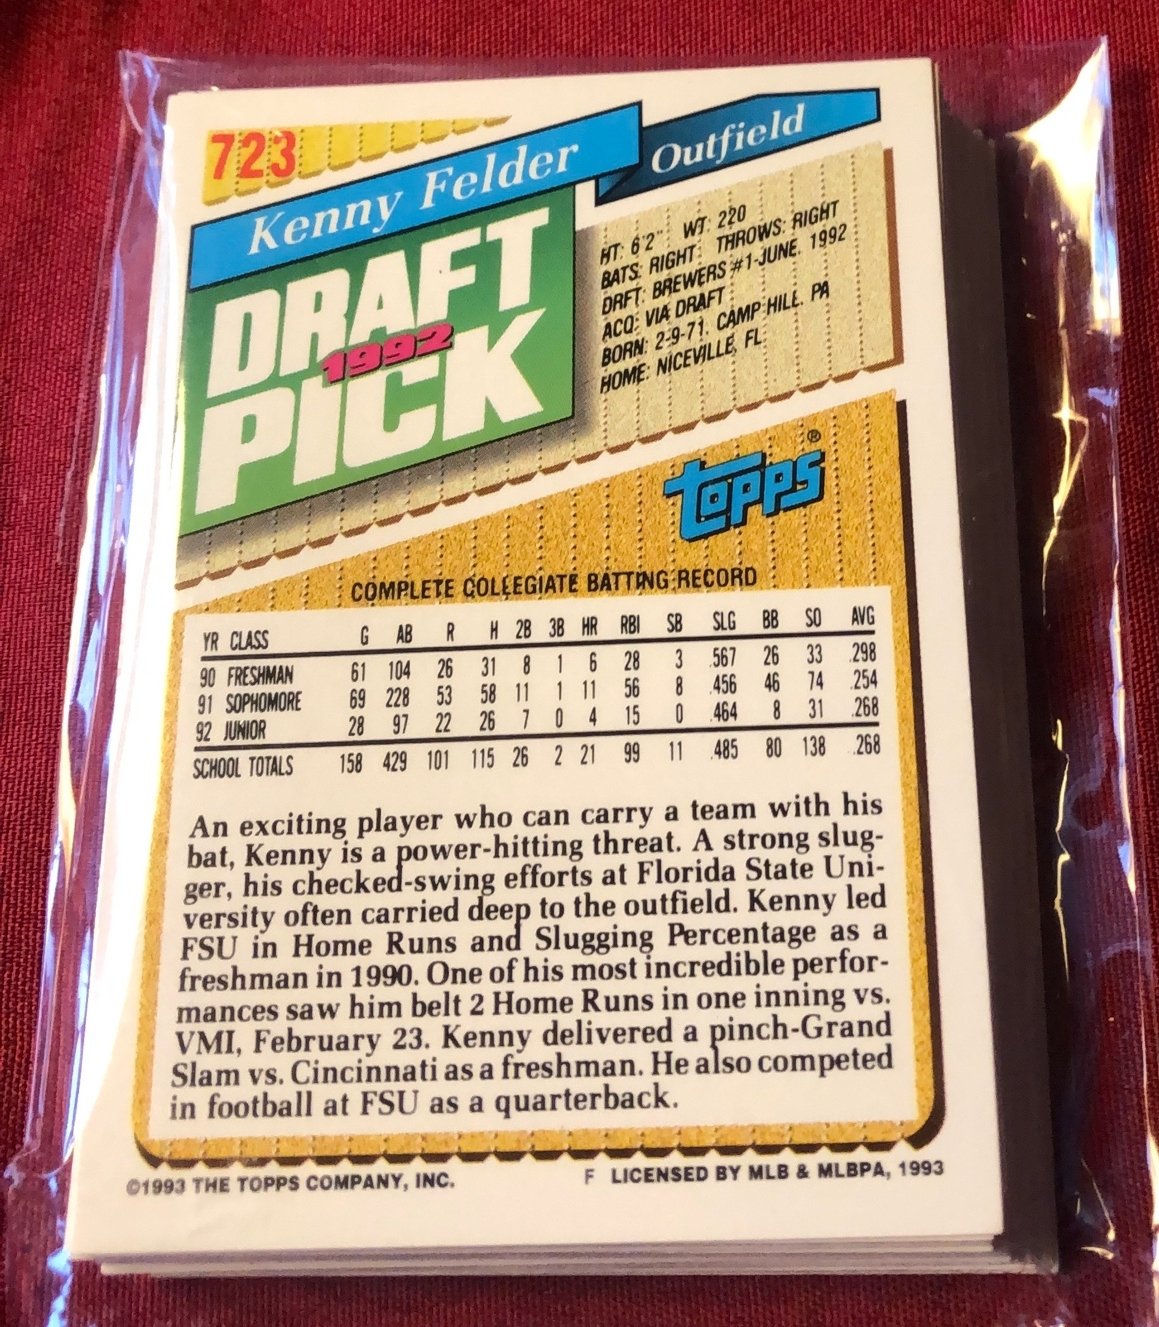 723
Kenny Felder
Outfield
DRAFT
1992
PICK
HT: 6'2" WT: 220
BATS: RIGHT THROWS: RIGHT
DRFT: BREWERS #1-JUNE, 1992
ACQ: VIA DRAFT
BORN: 2-9-71, CAMP HILL, PA
HOME: NICEVILLE, FL
topps®
COMPLETE COLLEGIATE BATTING RECORD
YR CLASS G AB R H 2B 3B HR RBI SB SLG BB SO AVG
90 FRESHMAN 61 104 26 31 8 1 6 28 3 .567 26 33 .298
91 SOPHOMORE 69 228 53 58 11 1 11 56 8 .456 46 74 .254
92 JUNIOR 28 97 22 26 7 0 4 15 0 .464 8 31 .268
SCHOOL TOTALS 158 429 101 115 26 2 21 99 11 .485 80 138 .268
An exciting player who can carry a team with his
bat, Kenny is a power-hitting threat. A strong slug-
ger, his checked-swing efforts at Florida State Uni-
versity often carried deep to the outfield. Kenny led
FSU in Home Runs and Slugging Percentage as a
freshman in 1990. One of his most incredible perfor-
mances saw him belt 2 Home Runs in one inning vs.
VMI, February 23. Kenny delivered a pinch-Grand
Slam vs. Cincinnati as a freshman. He also competed
in football at FSU as a quarterback.
©1993 THE TOPPS COMPANY, INC. F LICENSED BY MLB & MLBPA, 1993